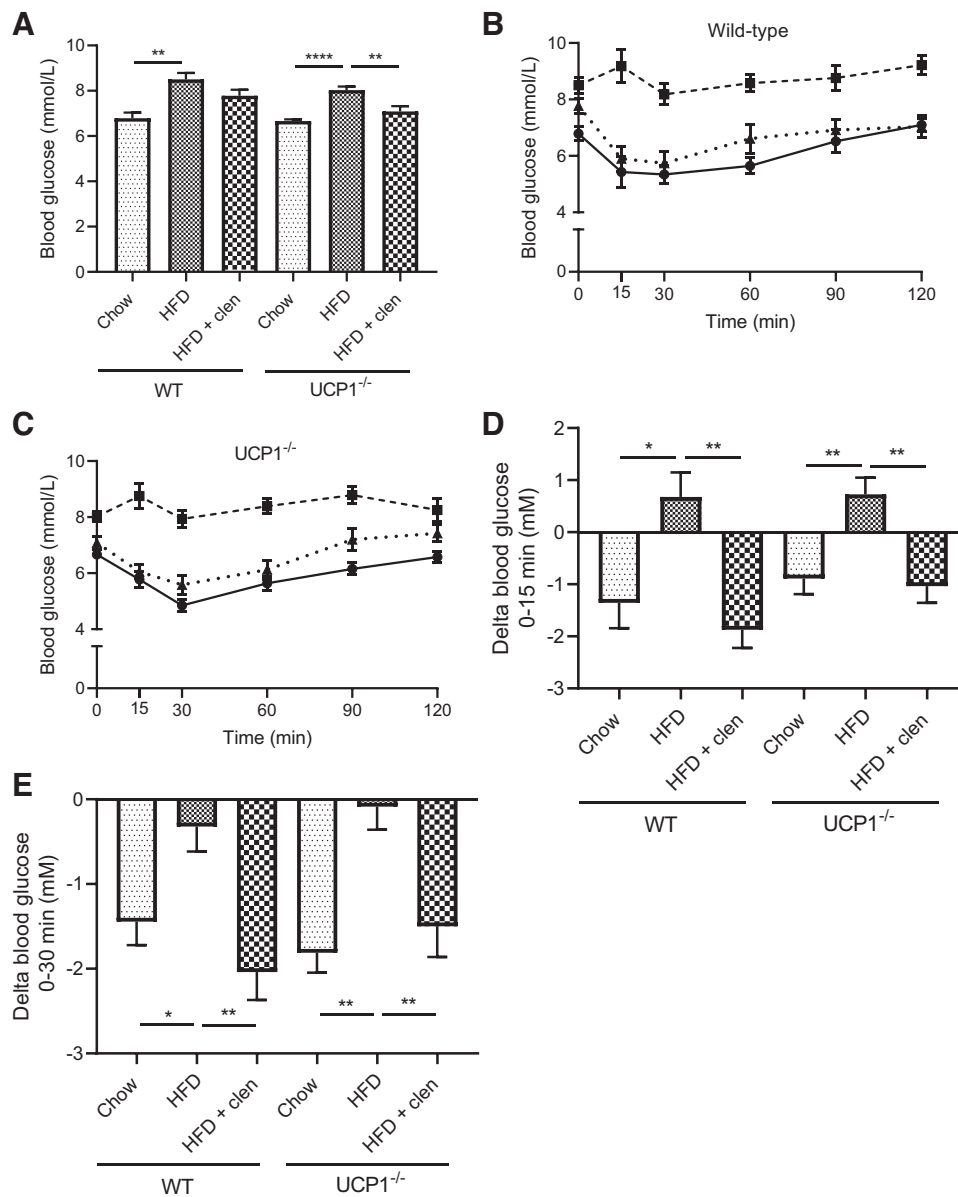 A
Blood glucose (mmol/L)
10
8
6
4
2
0
**
****
**
Chow
HFD
HFD + clen
Chow
HFD
HFD + clen
WT
UCP1-/-
B
Wild-type
Blood glucose (mmol/L)
10
8
6
4
0
0
15
30
60
90
120
Time (min)
C
UCP1-/-
Blood glucose (mmol/L)
10
8
6
4
0
0
15
30
60
90
120
Time (min)
D
Delta blood glucose
0-15 min (mM)
2
1
0
-1
-2
-3
*
**
**
**
Chow
HFD
HFD + clen
Chow
HFD
HFD + clen
WT
UCP1-/-
E
Delta blood glucose
0-30 min (mM)
0
-1
-2
-3
*
**
**
**
Chow
HFD
HFD + clen
Chow
HFD
HFD + clen
WT
UCP1-/-